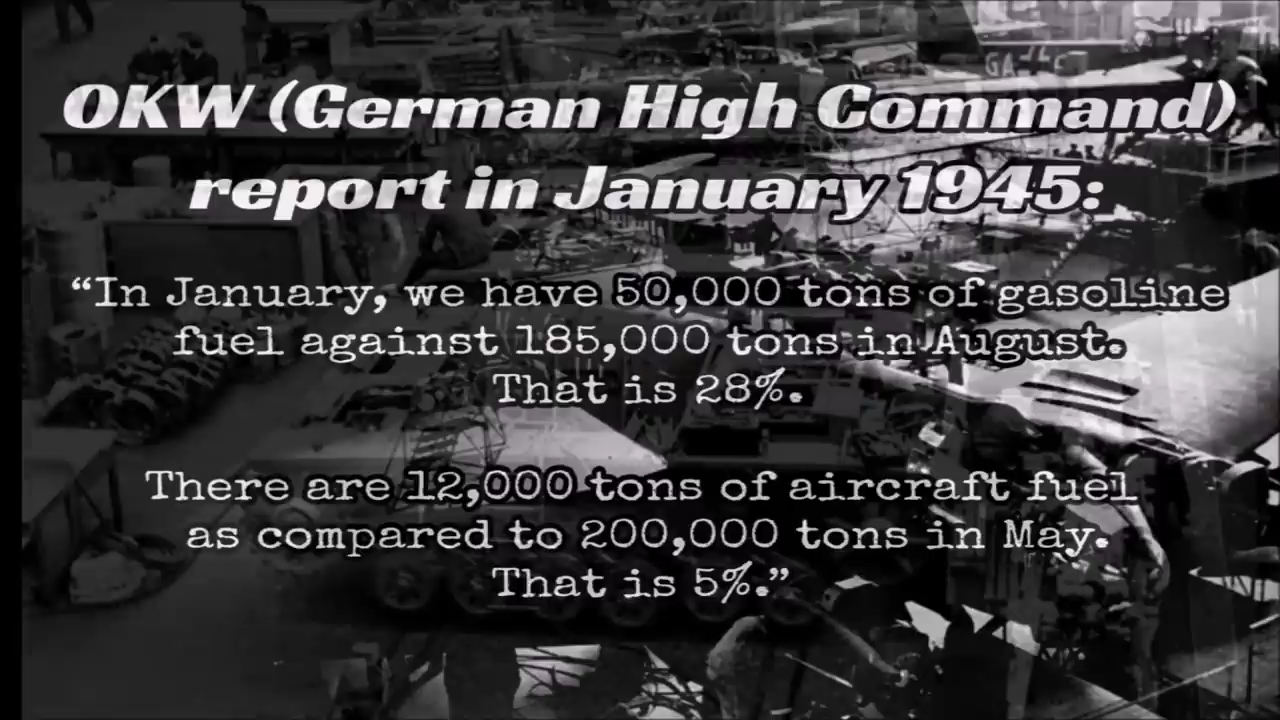 OKW (German High Command)
report in January 1945:
“In January, we have 50,000 tons of gasoline
fuel against 185,000 tons in August.
That is 28%.
There are 12,000 tons of aircraft fuel
as compared to 200,000 tons in May.
That is 5%.”